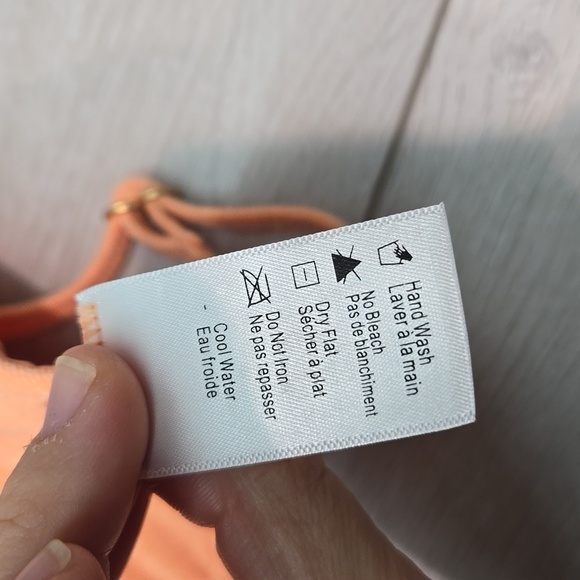 Hand Wash
Laver à la main
No Beach
Pas de blanchiment
Dry Flat
Sécher à plat
Do Not Iron
Ne pas repasser
Cool Water
Eau froide